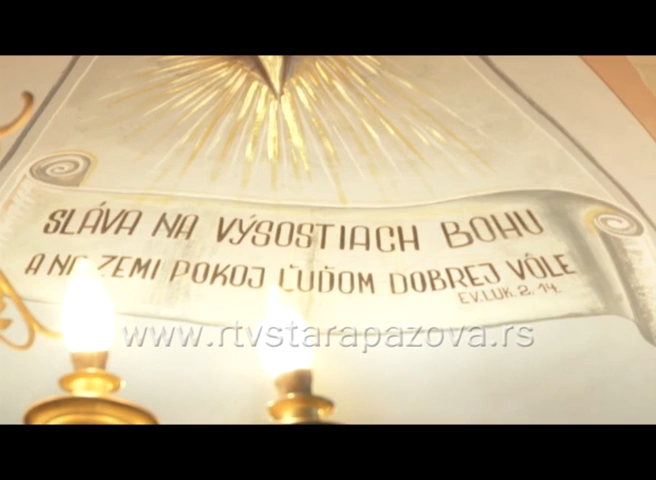 SLÁVA NA VÝSOSTIACH BOHU
A NA ZEMI POKOJ ĽUĎOM DOBREJ VÔLE
EV. LUK. 2. 14.
www.rtvstarapazova.rs